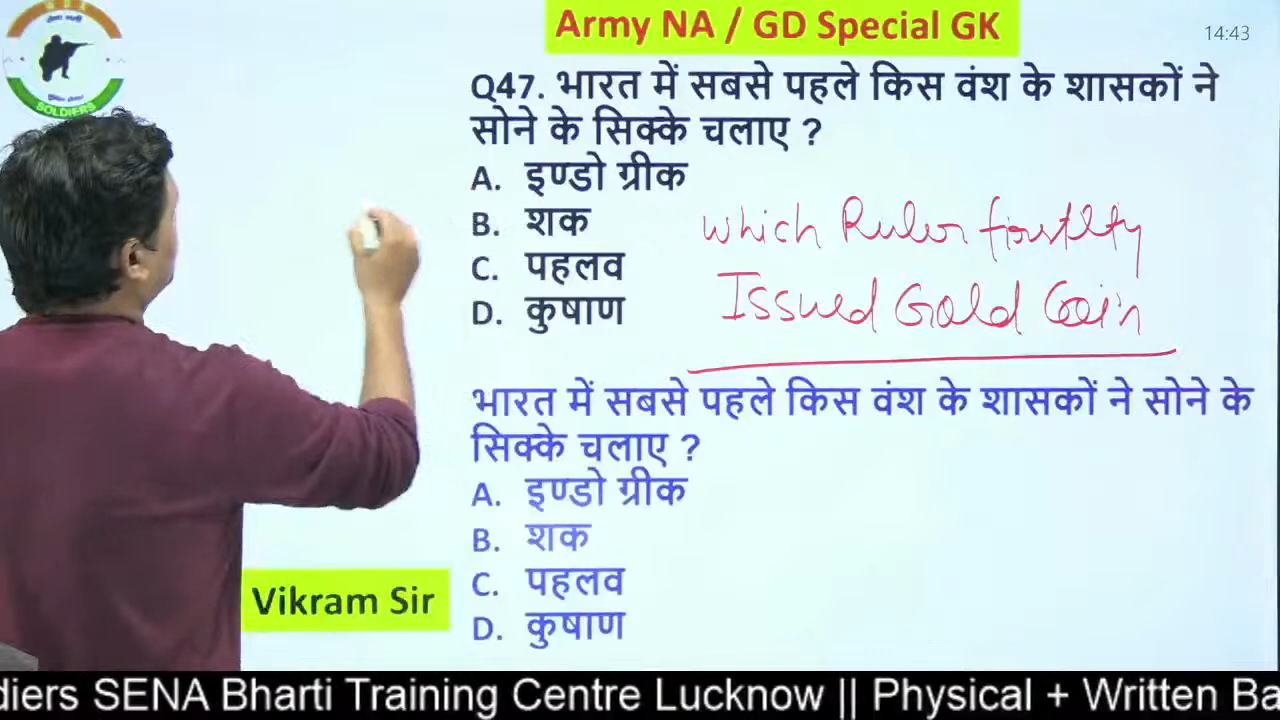 Army NA / GD Special GK
14:43
SOLDIERS
Q47. भारत में सबसे पहले किस वंश के शासकों ने
सोने के सिक्के चलाए ?
A. इण्डो ग्रीक
B. शक
C. पहलव
D. कुषाण
which Ruler firstlty
Issued Gold Coin
भारत में सबसे पहले किस वंश के शासकों ने सोने के
सिक्के चलाए ?
A. इण्डो ग्रीक
B. शक
C. पहलव
D. कुषाण
Vikram Sir
diers SENA Bharti Training Centre Lucknow || Physical + Written Ba